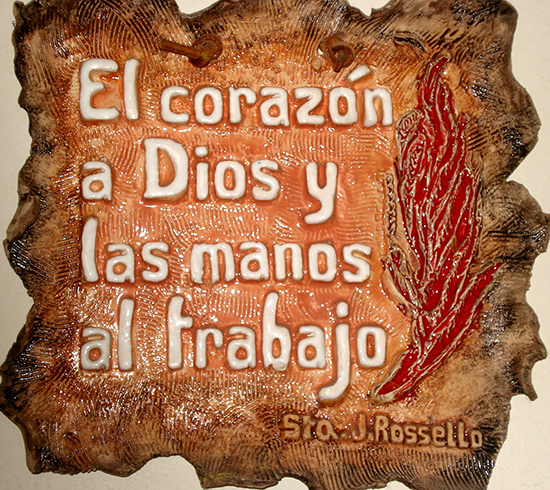 El corazón
a Dios y
las manos
al trabajo
Sta. J. Rossello